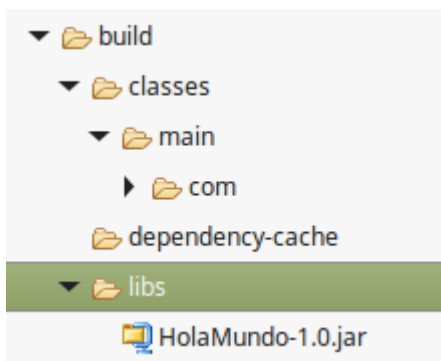 build
classes
main
com
dependency-cache
libs
HolaMundo-1.0.jar